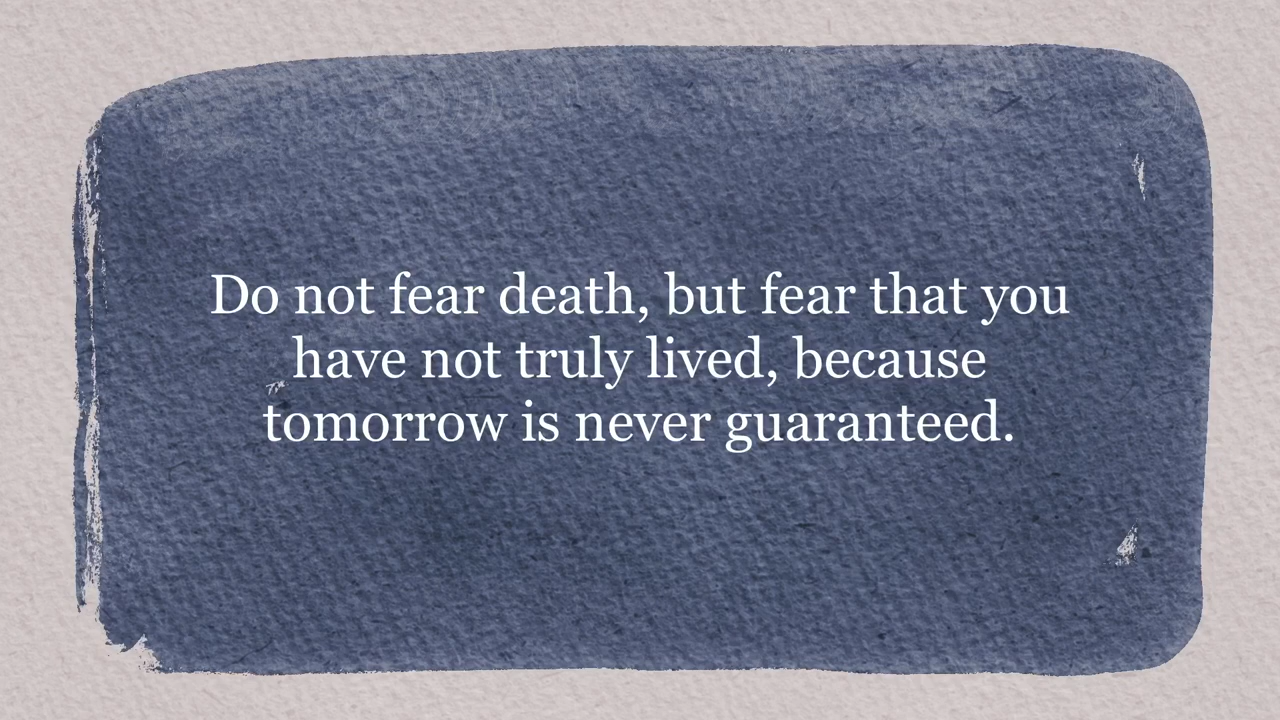 Do not fear death, but fear that you
have not truly lived, because
tomorrow is never guaranteed.